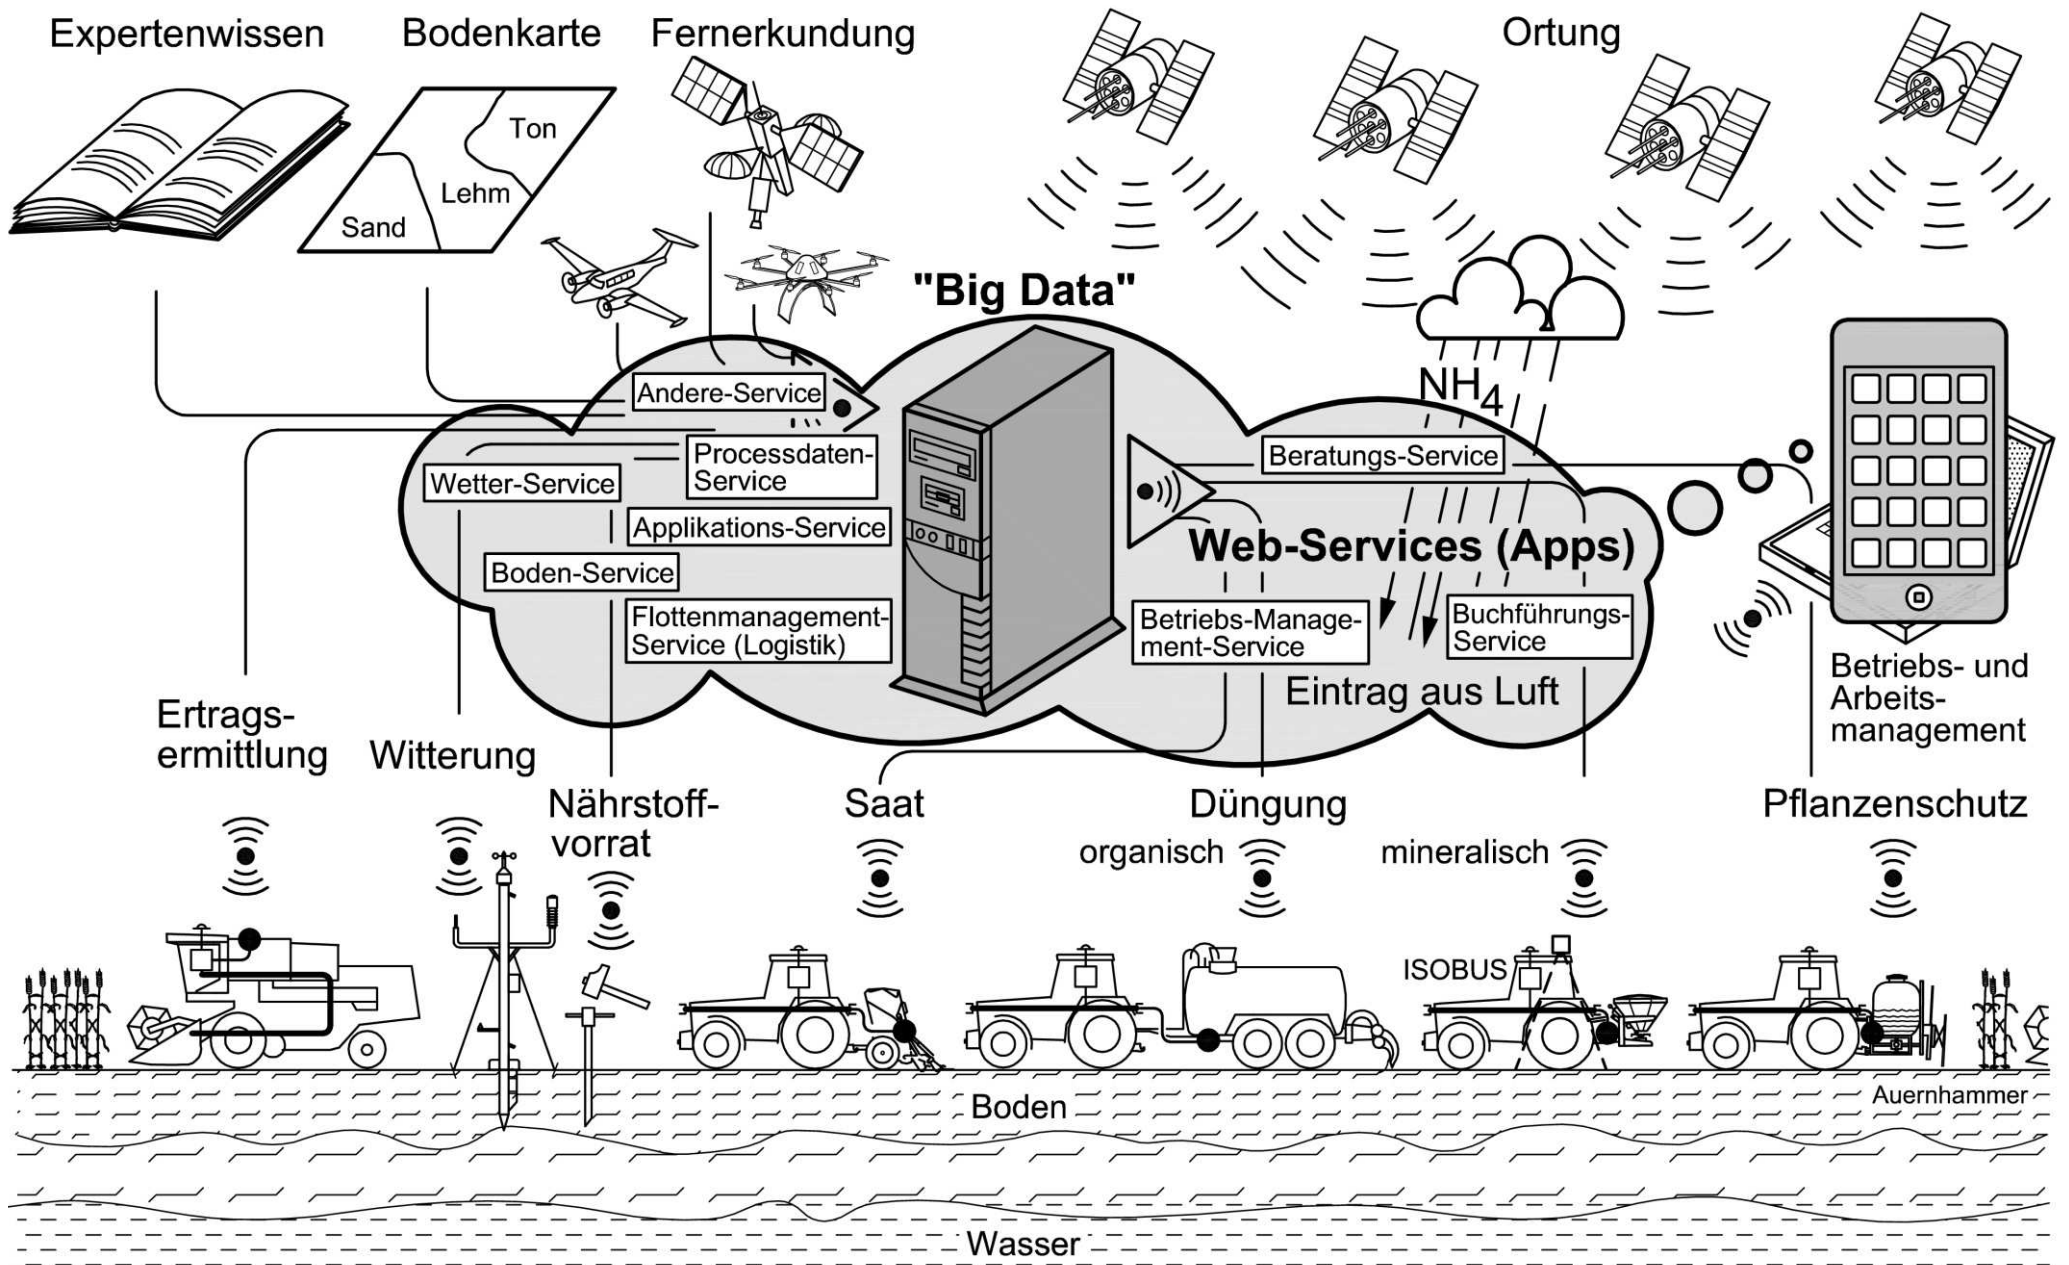 Expertenwissen
Bodenkarte
Fernerkundung
Ortung
Ton
Lehm
Sand
"Big Data"
NH4
Andere-Service
Processdaten-
Service
Wetter-Service
Applikations-Service
Boden-Service
Flottenmanagement-
Service (Logistik)
Beratungs-Service
Web-Services (Apps)
Betriebs-Manage-
ment-Service
Buchführungs-
Service
Eintrag aus Luft
Betriebs- und
Arbeits-
management
Ertrags-
ermittlung
Witterung
Nährstoff-
vorrat
Saat
Düngung
organisch
mineralisch
Pflanzenschutz
ISOBUS
Boden
Auernhammer
Wasser